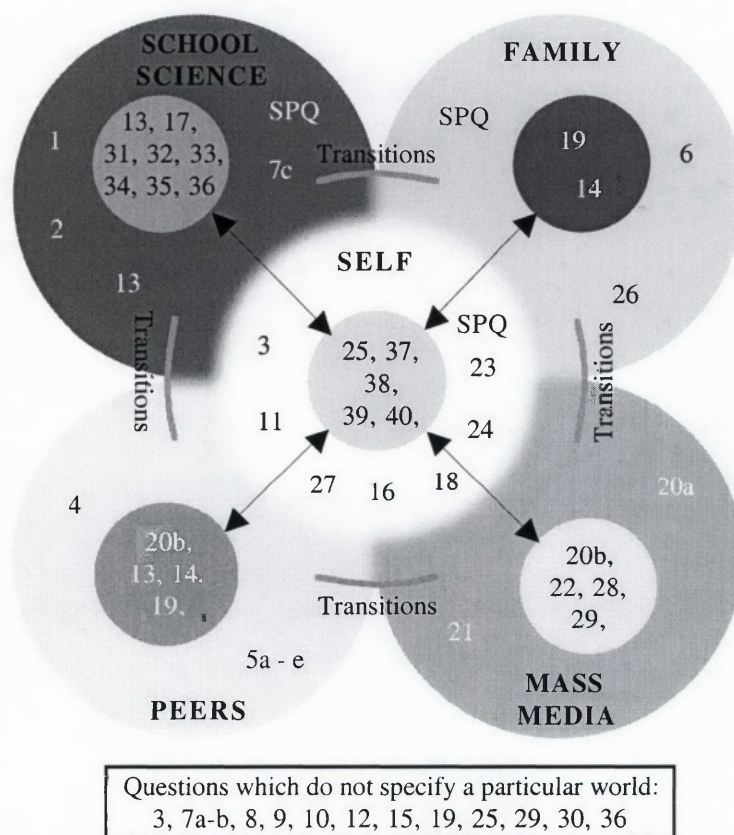 SCHOOL
SCIENCE
13, 17,
31, 32, 33,
34, 35, 36
1
2
13
SPQ
7c
Transitions
FAMILY
SPQ
19
14
6
26
SELF
SPQ
3
11
25, 37,
38,
39, 40,
23
24
27
16
18
Transitions
Transitions
4
20b,
13, 14,
19,
5a - e
PEERS
Transitions
20a
20b,
22, 28,
29,
21
MASS
MEDIA
Questions which do not specify a particular world:
3, 7a-b, 8, 9, 10, 12, 15, 19, 25, 29, 30, 36